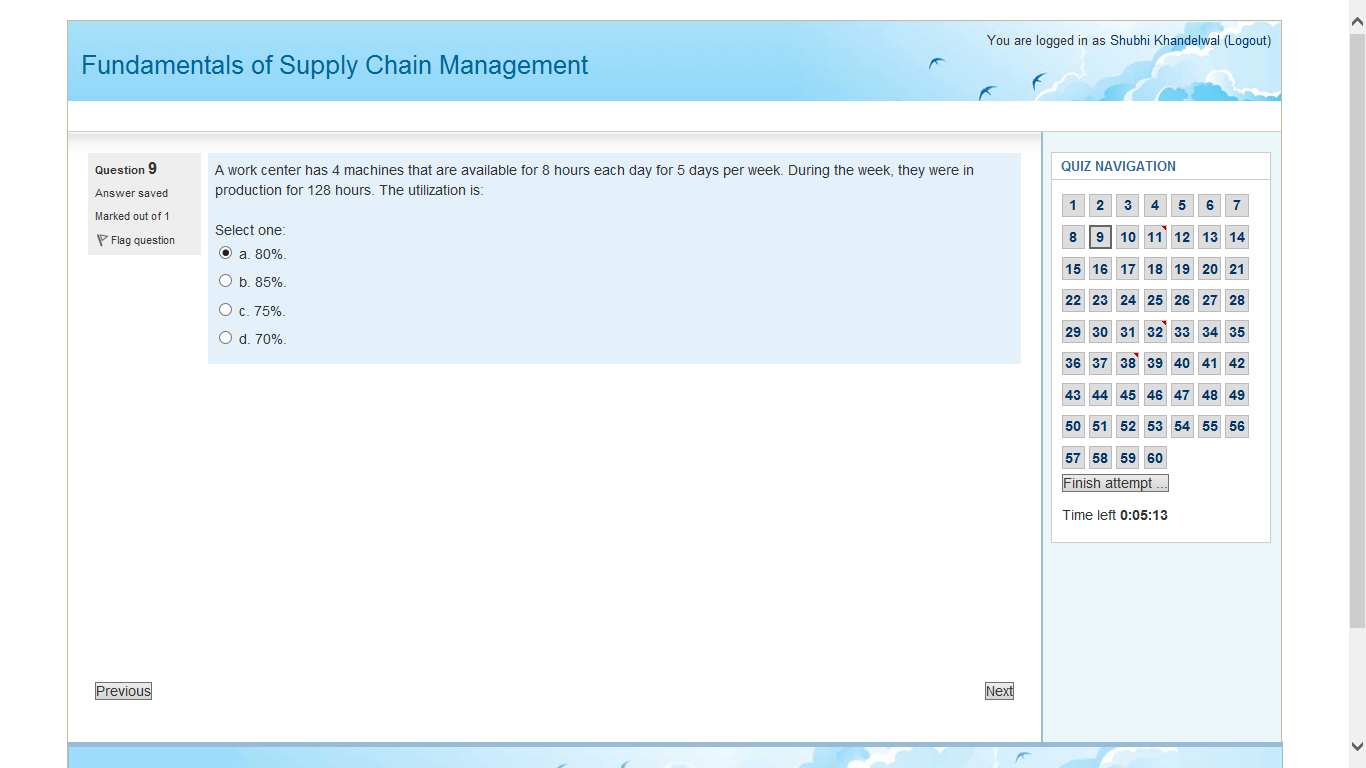 You are logged in as Shubhi Khandelwal (Logout)
Fundamentals of Supply Chain Management
Question 9
Answer saved
Marked out of 1
Flag question
A work center has 4 machines that are available for 8 hours each day for 5 days per week. During the week, they were in
production for 128 hours. The utilization is:
Select one:
a. 80%.
b. 85%.
c. 75%.
d. 70%.
Previous
Next
QUIZ NAVIGATION
1 2 3 4 5 6 7
8 9 10 11 12 13 14
15 16 17 18 19 20 21
22 23 24 25 26 27 28
29 30 31 32 33 34 35
36 37 38 39 40 41 42
43 44 45 46 47 48 49
50 51 52 53 54 55 56
57 58 59 60
Finish attempt ...
Time left 0:05:13